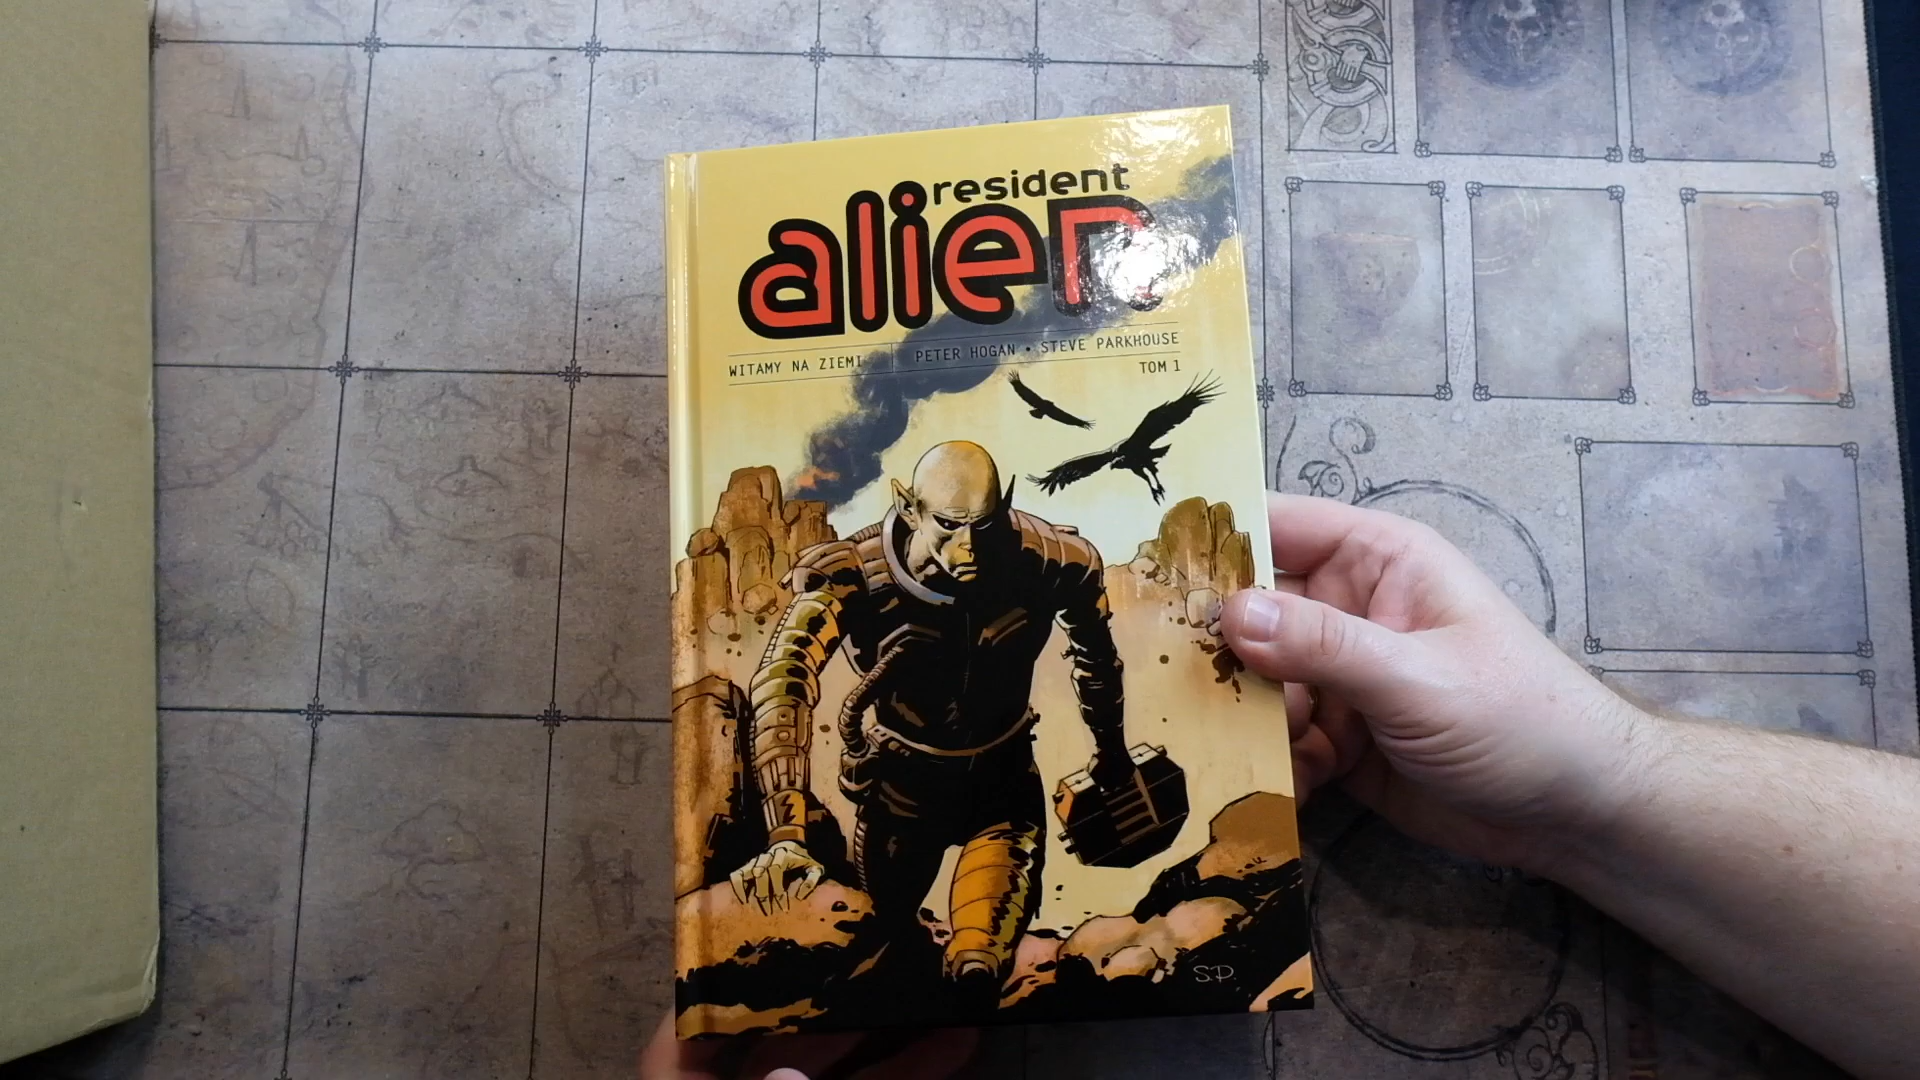 resident
alien
WITAMY NA ZIEMI
PETER HOGAN • STEVE PARKHOUSE
TOM 1
S.P.